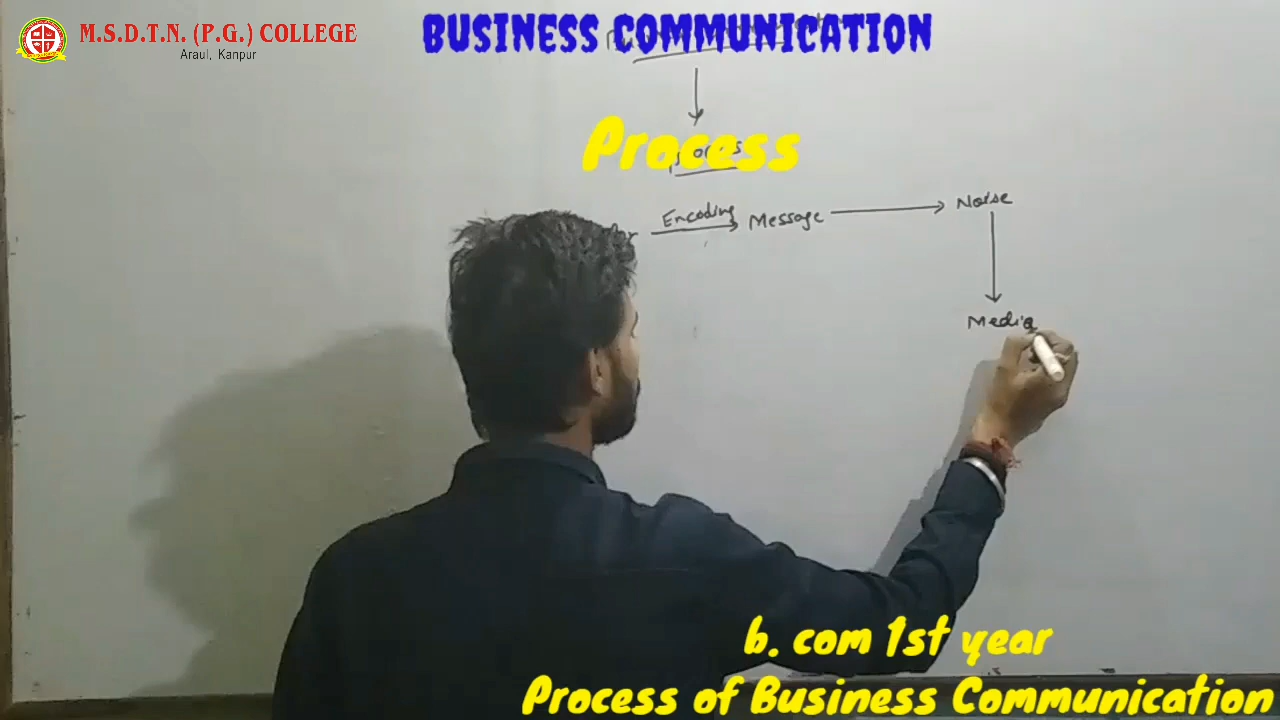 M.S.D.T.N. (P.G.) COLLEGE
Araul, Kanpur
BUSINESS COMMUNICATION
Process
Encoding
Message
Noise
Media
b. com 1st year
Process of Business Communication